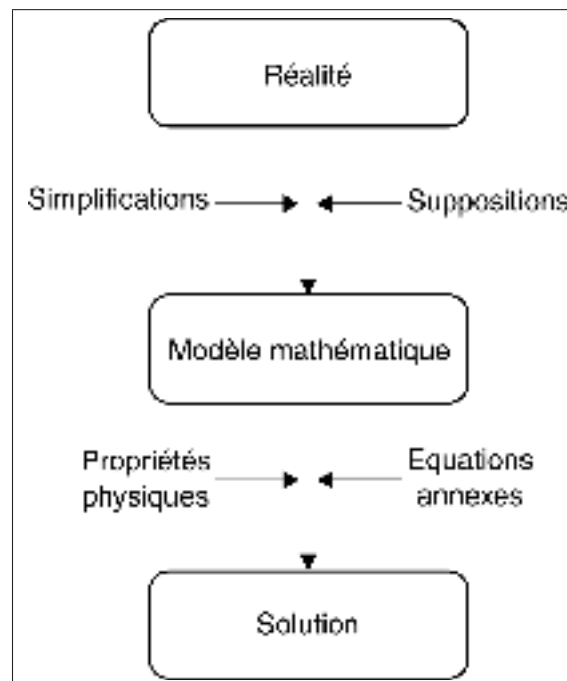 Réalité
Simplifications
Suppositions
Modèle mathématique
Propriétés
physiques
Equations
annexes
Solution